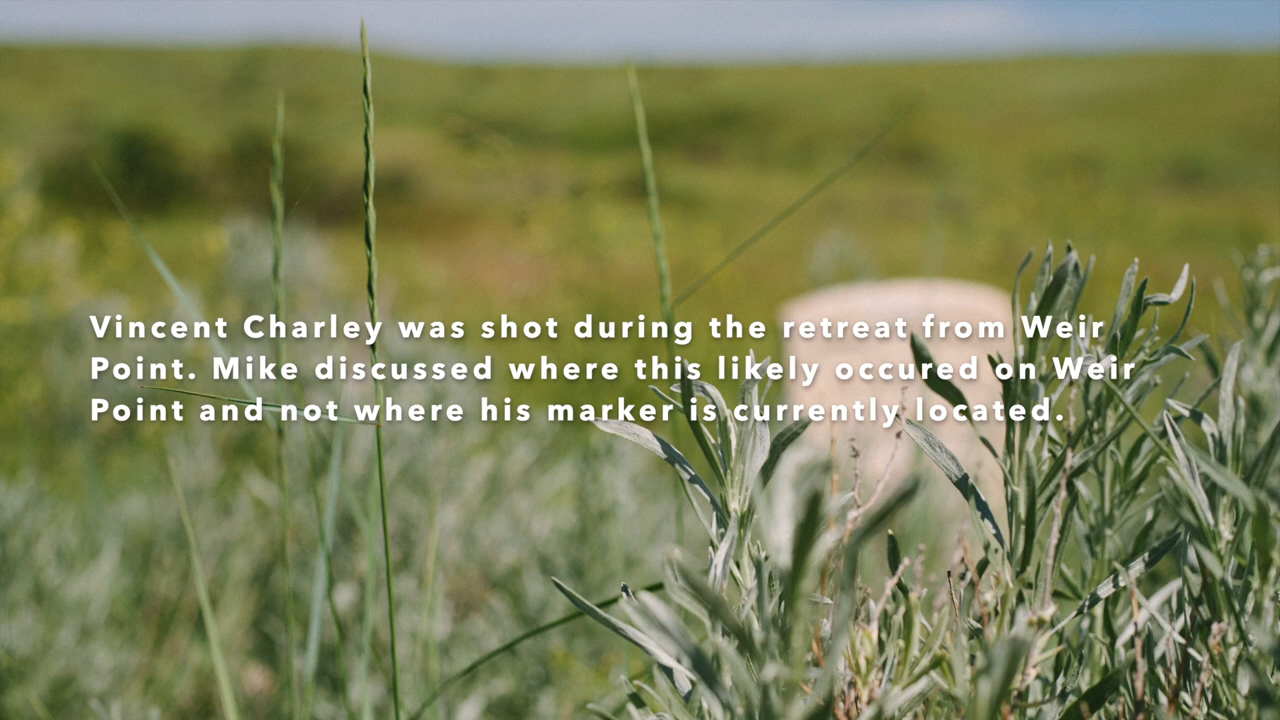 Vincent Charley was shot during the retreat from Weir
Point. Mike discussed where this likely occured on Weir
Point and not where his marker is currently located.